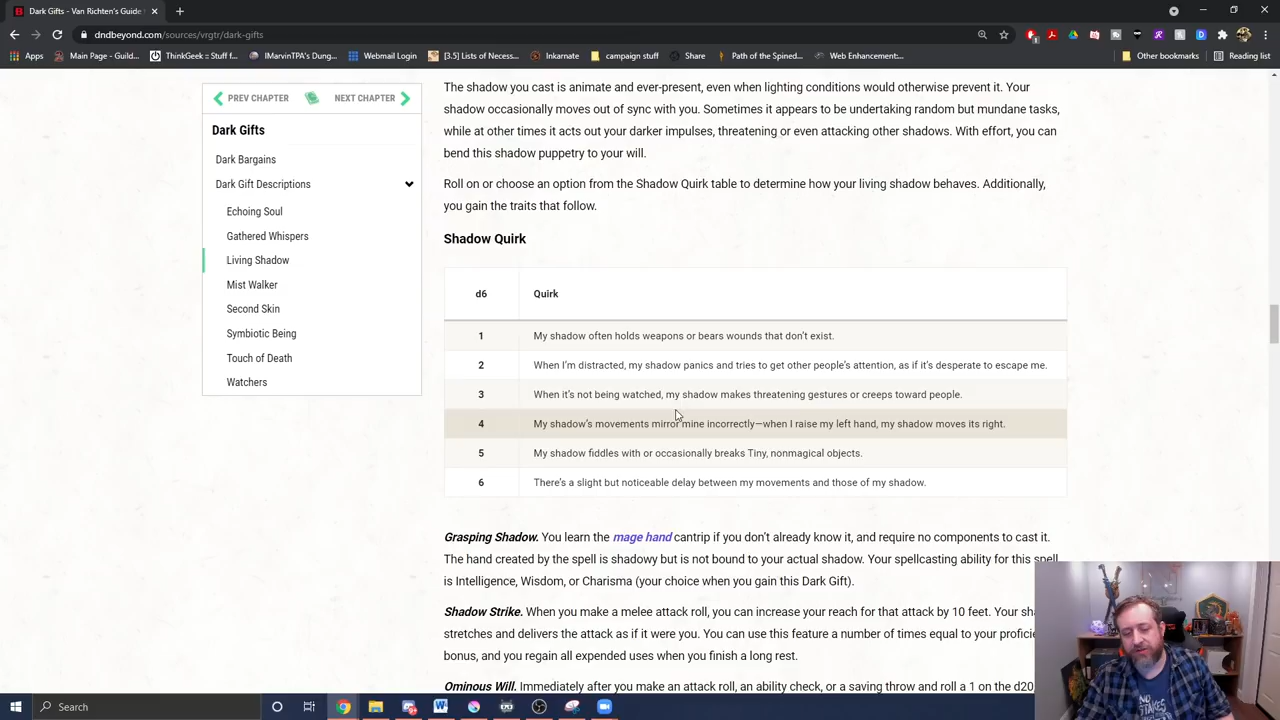 Dark Gifts - Van Richten's Guide
dndbeyond.com/sources/vrgtr/dark-gifts
Apps
Main Page - Guild...
ThinkGeek :: T-Shirt...
IMarvinTPA's Dung...
Webmail Login
[3.5] Lists of Necess...
Inkarnate
campaign stuff
Share
Path of the Spined...
Web Enhancement:...
Other bookmarks
Reading list
PREV CHAPTER
NEXT CHAPTER
Dark Gifts
Dark Bargains
Dark Gift Descriptions
Echoing Soul
Gathered Whispers
Living Shadow
Mist Walker
Second Skin
Symbiotic Being
Touch of Death
Watchers
The shadow you cast is animate and ever-present, even when lighting conditions would otherwise prevent it. Your
shadow occasionally moves out of sync with you. Sometimes it appears to be undertaking random but mundane tasks,
while at other times it acts out your darker impulses, threatening or even attacking other shadows. With effort, you can
bend this shadow puppetry to your will.
Roll on or choose an option from the Shadow Quirk table to determine how your living shadow behaves. Additionally,
you gain the traits that follow.
Shadow Quirk
d6 Quirk
1 My shadow often holds weapons or bears wounds that don't exist.
2 When I'm distracted, my shadow panics and tries to get other people's attention, as if it's desperate to escape me.
3 When it's not being watched, my shadow makes threatening gestures or creeps toward people.
4 My shadow's movements mirror mine incorrectly—when I raise my left hand, my shadow moves its right.
5 My shadow fiddles with or occasionally breaks Tiny, nonmagical objects.
6 There's a slight but noticeable delay between my movements and those of my shadow.
Grasping Shadow. You learn the mage hand cantrip if you don't already know it, and require no components to cast it.
The hand created by the spell is shadowy but is not bound to your actual shadow. Your spellcasting ability for this spell
is Intelligence, Wisdom, or Charisma (your choice when you gain this Dark Gift).
Shadow Strike. When you make a melee attack roll, you can increase your reach for that attack by 10 feet. Your
stretches and delivers the attack as if it were you. You can use this feature a number of times equal to your
bonus, and you regain all expended uses when you finish a long rest.
Ominous Will. Immediately after you make an attack roll, an ability check, or a saving throw and roll a 1 on the d20,
Search